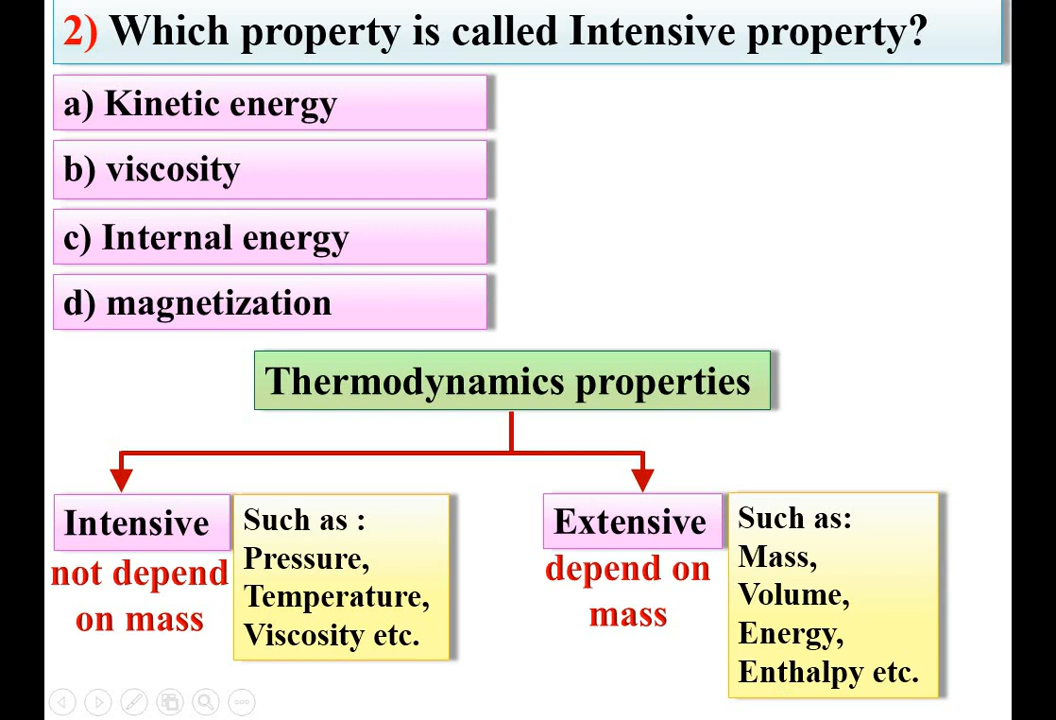 2) Which property is called Intensive property?
a) Kinetic energy
b) viscosity
c) Internal energy
d) magnetization
Thermodynamics properties
Intensive
not depend
on mass
Such as :
Pressure,
Temperature,
Viscosity etc.
Extensive
depend on
mass
Such as:
Mass,
Volume,
Energy,
Enthalpy etc.